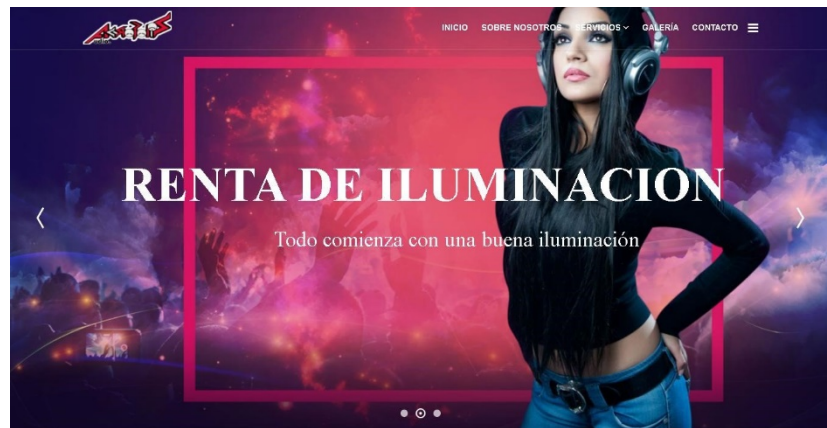 INICIO SOBRE NOSOTROS SERVICIOS GALERÍA CONTACTO
RENTA DE ILUMINACION
Todo comienza con una buena iluminación